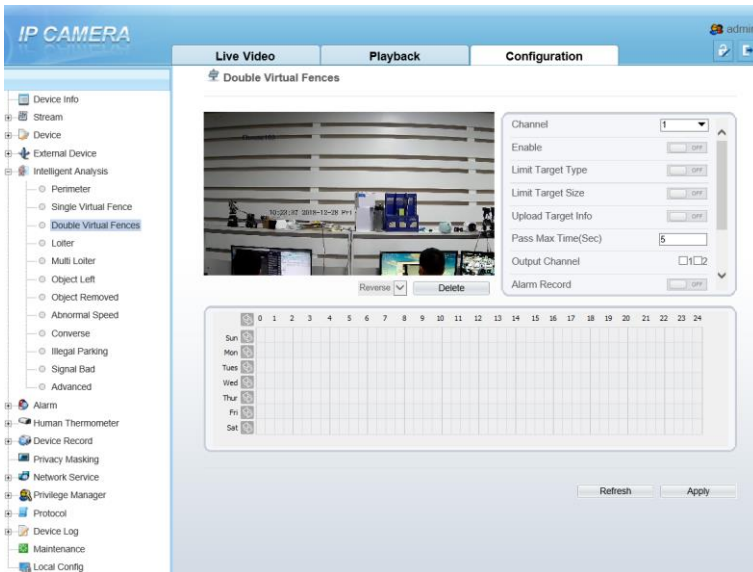 IP CAMERA
admin
Live Video
Playback
Configuration
Double Virtual Fences
Device Info
Stream
Device
External Device
Intelligent Analysis
Perimeter
Single Virtual Fence
Double Virtual Fences
Loiter
Multi Loiter
Object Left
Object Removed
Abnormal Speed
Converse
Illegal Parking
Signal Bad
Advanced
Alarm
Human Thermometer
Device Record
Privacy Masking
Network Service
Privilege Manager
Protocol
Device Log
Maintenance
Local Config
Channel 1
Enable OFF
Limit Target Type OFF
Limit Target Size OFF
Upload Target Info OFF
Pass Max Time(Sec) 5
Output Channel 1 2
Alarm Record OFF
Reverse Delete
0 1 2 3 4 5 6 7 8 9 10 11 12 13 14 15 16 17 18 19 20 21 22 23 24
Sun
Mon
Tues
Wed
Thur
Fri
Sat
Refresh Apply